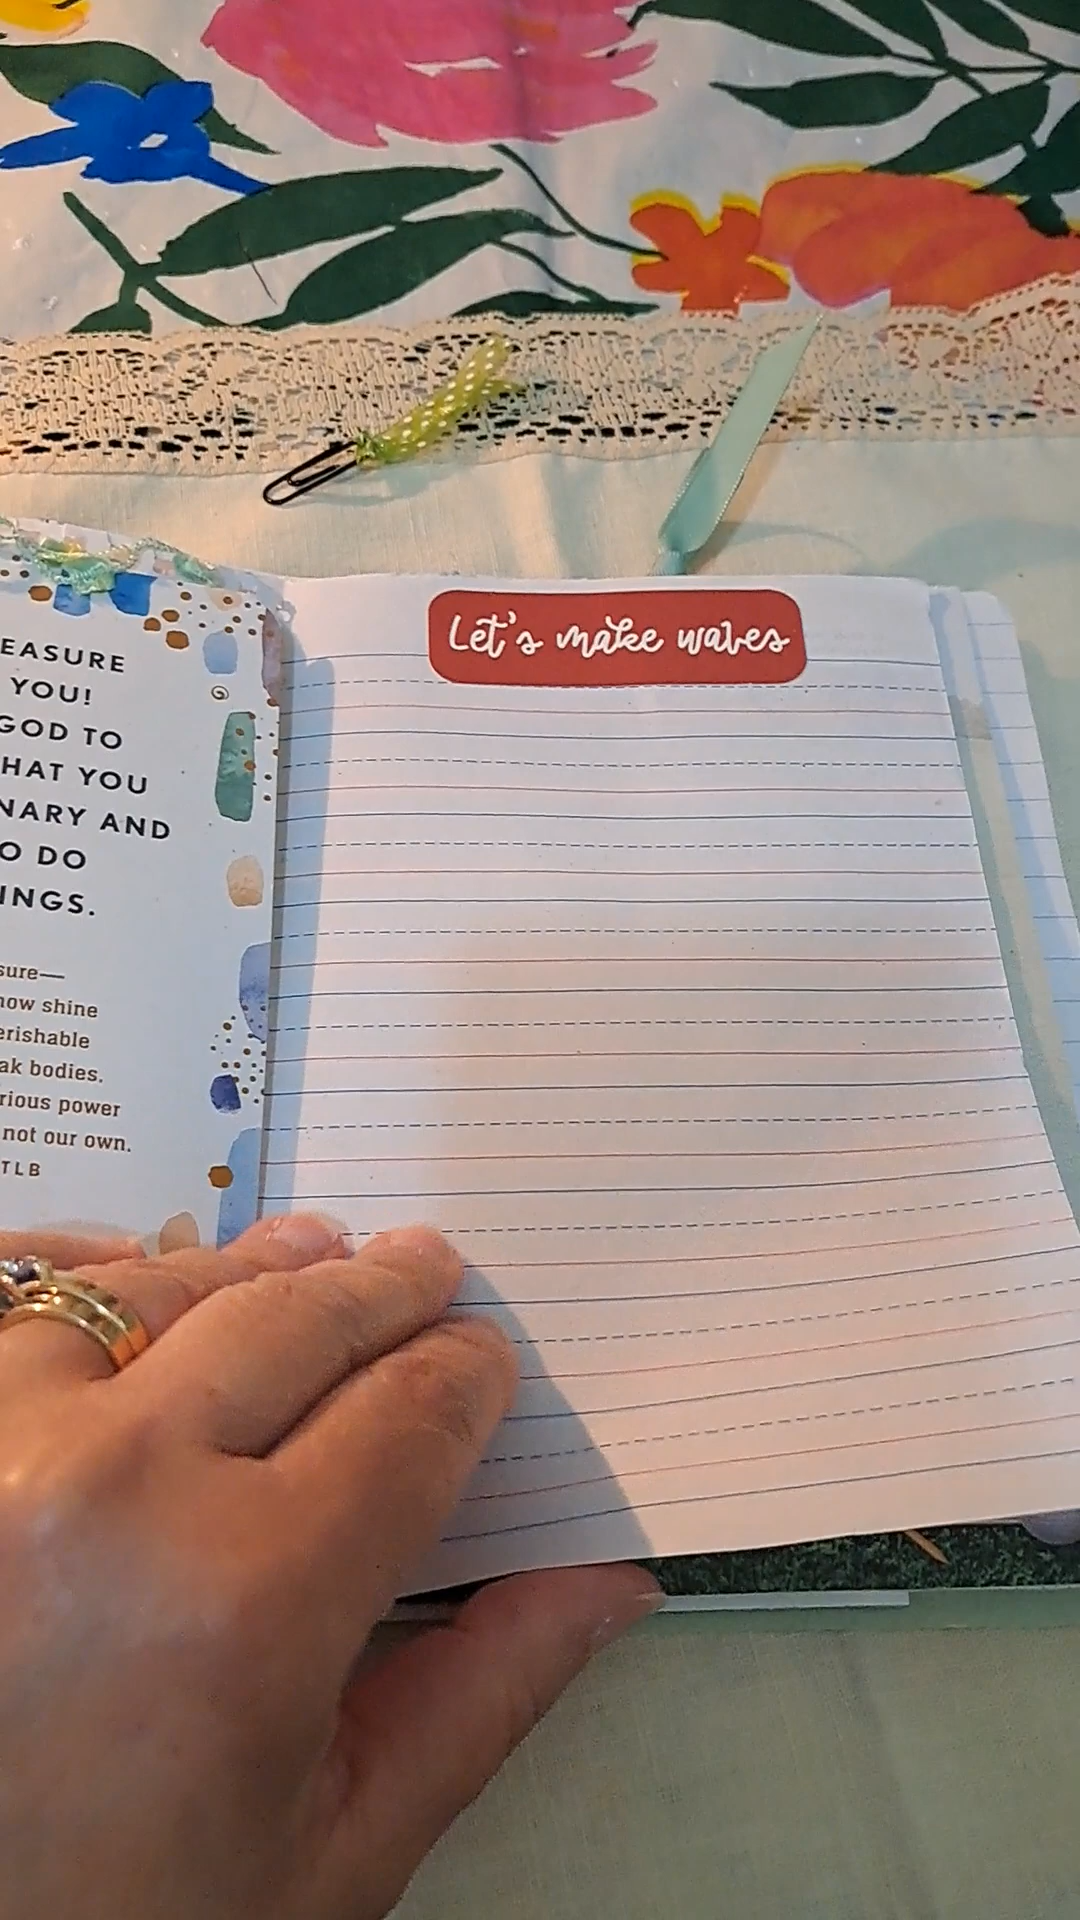 EASURE
YOU!
GOD TO
HAT YOU
NARY AND
O DO
INGS.
sure—
now shine
erishable
ak bodies.
rious power
not our own.
TLB
Let's make waves